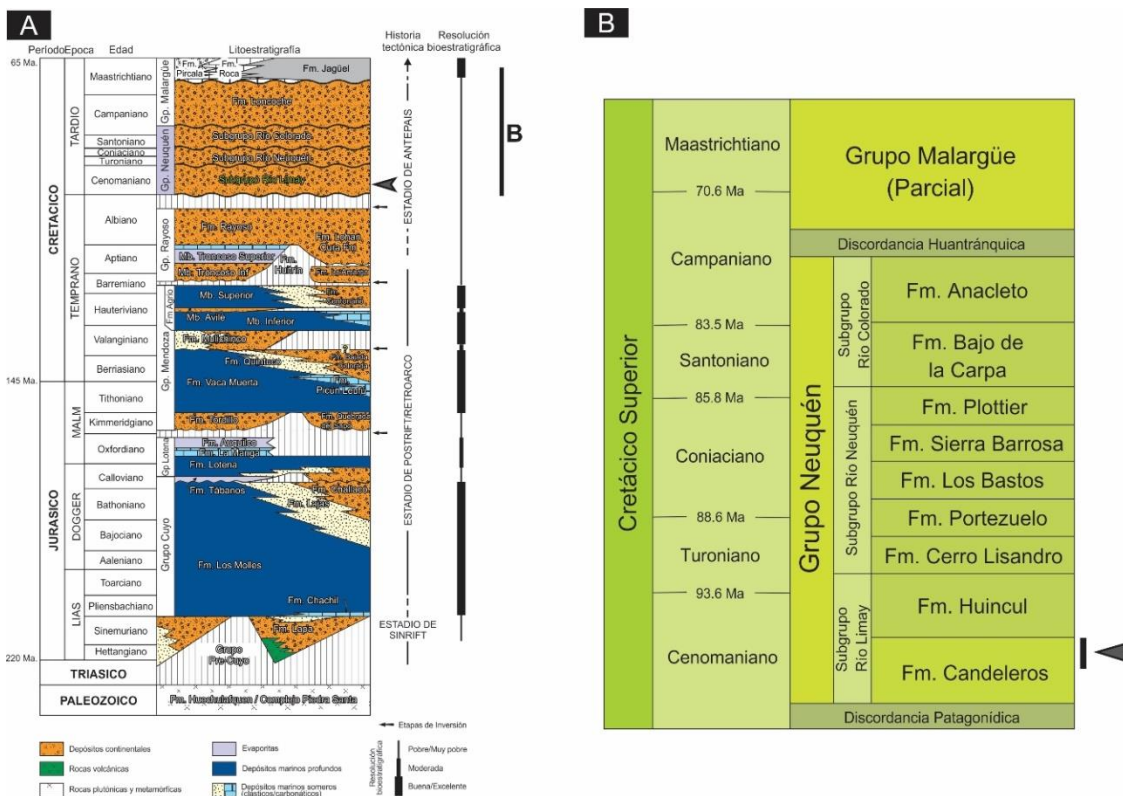 A
Período
Epoca
Edad
Litoestratigrafía
Historia
tectónica
Resolución
bioestratigráfica
65 Ma.
145 Ma.
220 Ma.
CRETACICO
JURASICO
TARDIO
TEMPRANO
MALM
DOGGER
LIAS
Maastrichtiano
Campaniano
Santoniano
Coniaciano
Turoniano
Cenomaniano
Albiano
Aptiano
Barremiano
Hauteriviano
Valanginiano
Berriasiano
Tithoniano
Kimmeridgiano
Oxfordiano
Calloviano
Bathoniano
Bajociano
Aaleniano
Toarciano
Pliensbachiano
Sinemuriano
Hettangiano
TRIASICO
PALEOZOICO
Gp. Malargüe
Gp. Neuquén
Gp. Rayoso
Fm. Agrio
Gp. Mendoza
Gp Lotena
Grupo Cuyo
Fm.
Roca
Fm. Jagüel
Fm. Loncoche
Subgrupo Río Colorado
Subgrupo Río Neuquén
Subgrupo Río Limay
Fm. Rayoso
Mb. Troncoso Superior
Mb. Troncoso Inf
Fm.
Huitrín
Mb. Superior
Mb. Avilé
Mb. Inferior
Fm. Mulichinco
Fm. Quintuco
Fm. Vaca Muerta
Fm. Tordillo
Fm. Auquilco
Fm. La Manga
Fm. Lotena
Fm. Tábanos
Fm. Lajas
Fm. Los Molles
Fm. Chachil
Fm. Lapa
Grupo
Pre-Cuyo
Fm. Huechulafquen / Complejo Piedra Santa
ESTADIO DE ANTEPAIS
ESTADIO DE POSTRIFT/RETROARCO
ESTADIO DE
SINRIFT
B
Etapas de Inversión
Depósitos continentales
Rocas volcánicas
Rocas plutónicas y metamórficas
Evaporitas
Depósitos marinos profundos
Depósitos marinos someros
(clásticos/carbonáticos)
Resolución
bioestratigráfica
Pobre/Muy pobre
Moderada
Buena/Excelente
B
Cretácico Superior
Maastrichtiano
70.6 Ma
Campaniano
83.5 Ma
Santoniano
85.8 Ma
Coniaciano
88.6 Ma
Turoniano
93.6 Ma
Cenomaniano
Grupo Malargüe
(Parcial)
Discordancia Huantránquica
Grupo Neuquén
Subgrupo
Río Colorado
Fm. Anacleto
Fm. Bajo de
la Carpa
Subgrupo Río Neuquén
Fm. Plottier
Fm. Sierra Barrosa
Fm. Los Bastos
Fm. Portezuelo
Fm. Cerro Lisandro
Subgrupo
Río Limay
Fm. Huincul
Fm. Candeleros
Discordancia Patagonídica